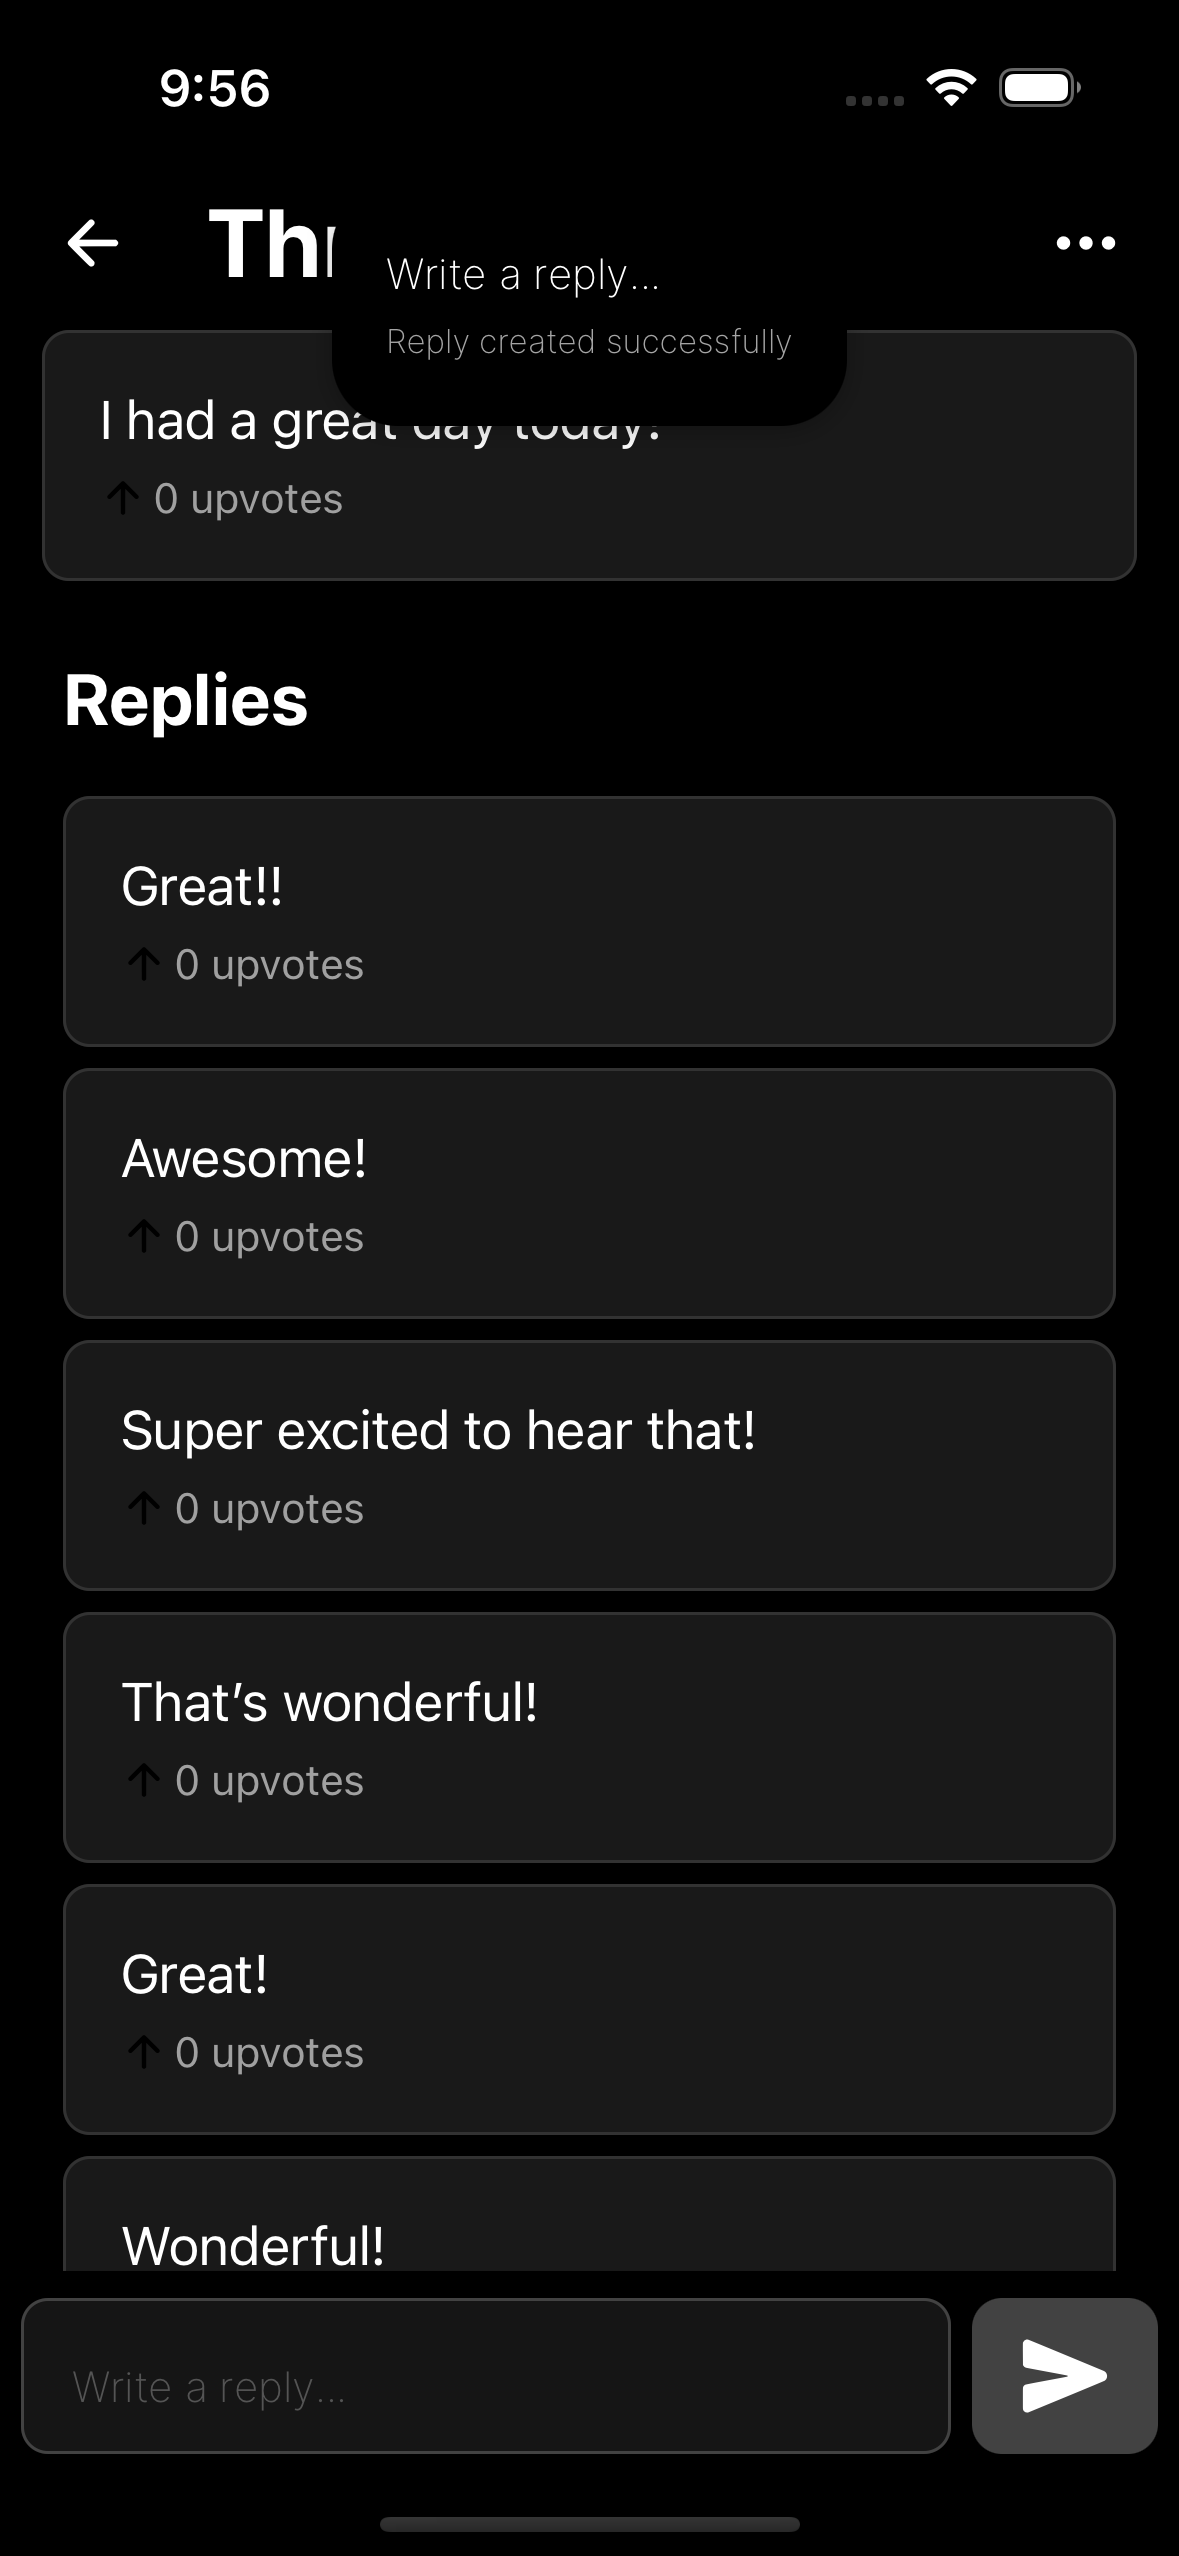 9:56
Write a reply...
Reply created successfully
I had a great day today!
0 upvotes
Replies
Great!!
0 upvotes
Awesome!
0 upvotes
Super excited to hear that!
0 upvotes
That’s wonderful!
0 upvotes
Great!
0 upvotes
Wonderful!
Write a reply...